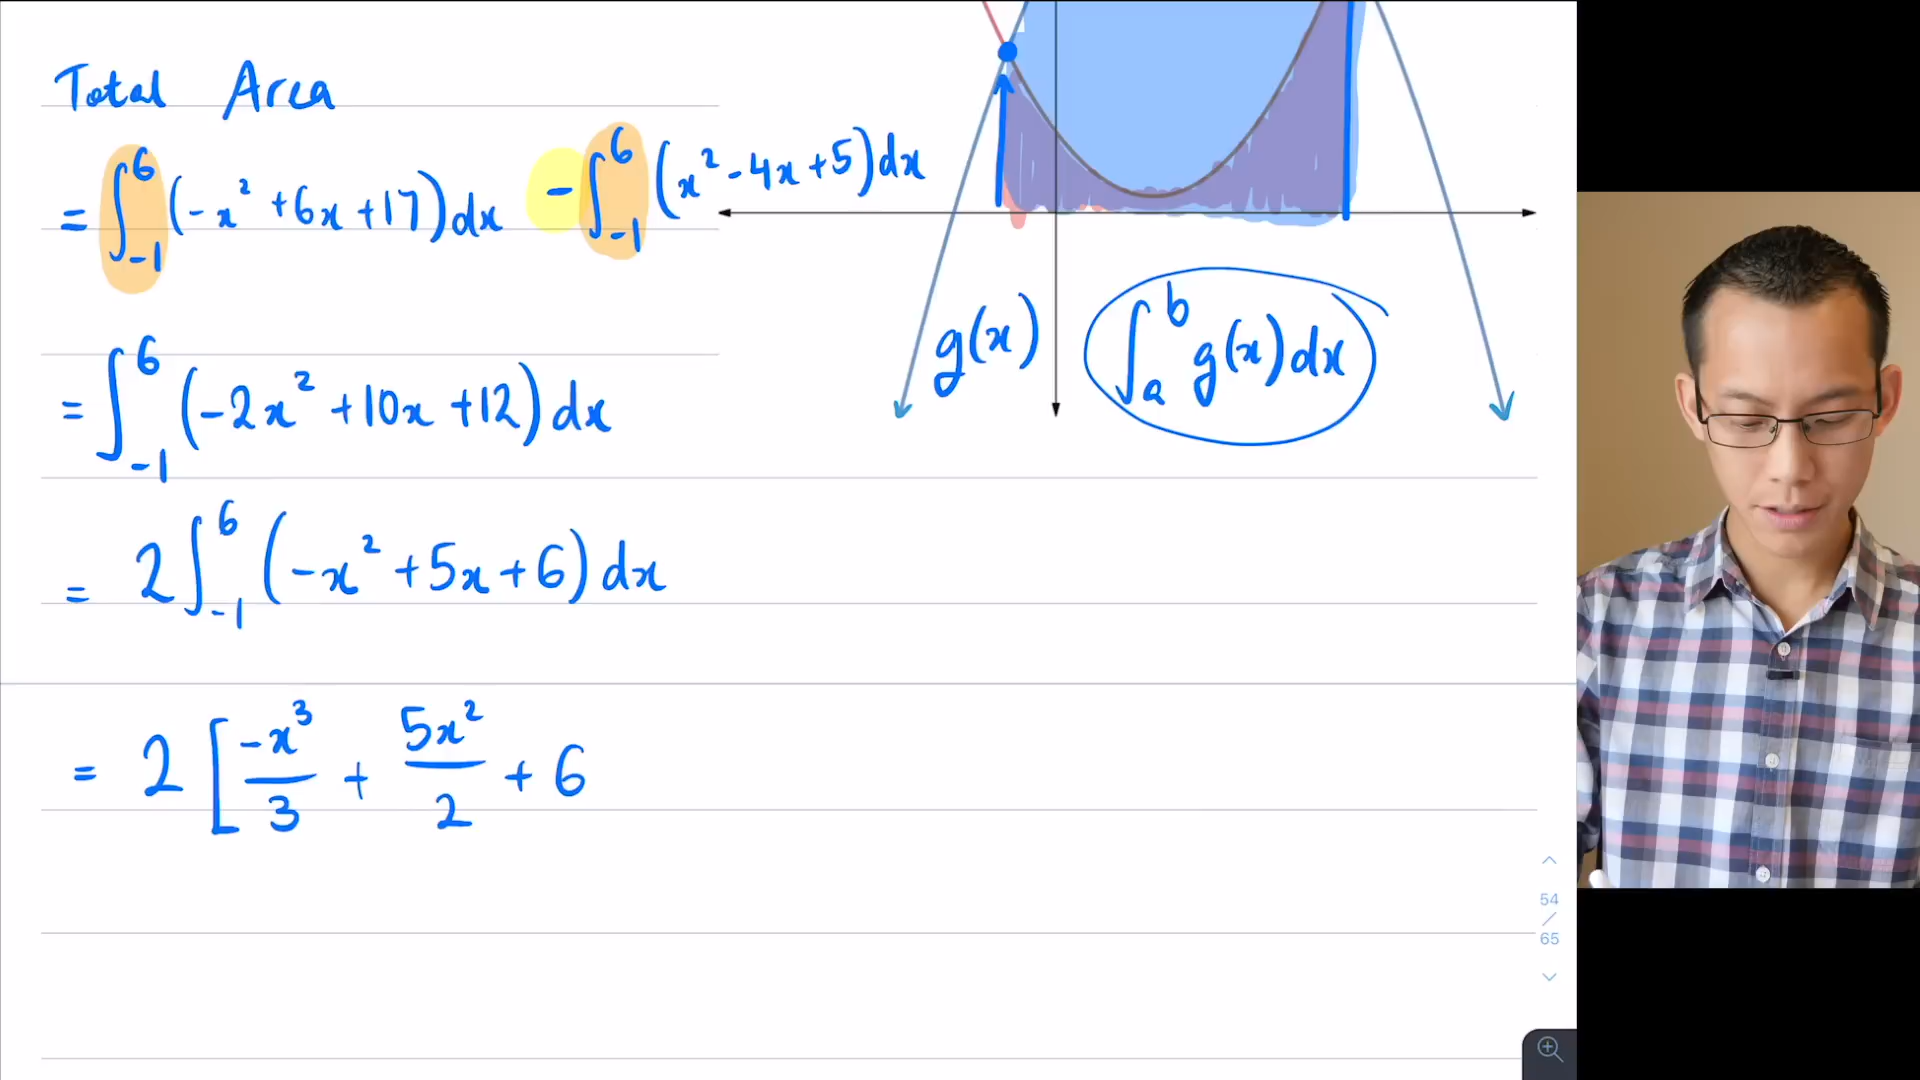 Total Area
= ∫₋₁⁶ (-x² + 6x + 17) dx - ∫₋₁⁶ (x² - 4x + 5) dx
g(x) ∫ₐᵇ g(x) dx
= ∫₋₁⁶ (-2x² + 10x + 12) dx
= 2 ∫₋₁⁶ (-x² + 5x + 6) dx
= 2 [ -x³/3 + 5x²/2 + 6
54
/
65